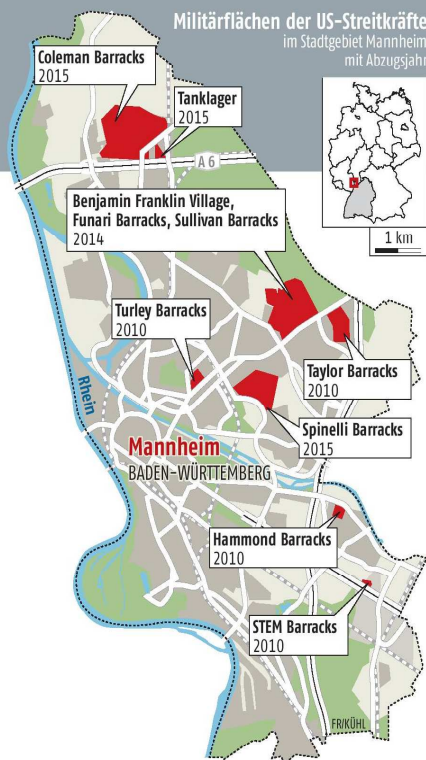 Militärflächen der US-Streitkräfte
im Stadtgebiet Mannheim
mit Abzugsjahr
Coleman Barracks
2015
Tanklager
2015
A 6
Benjamin Franklin Village,
Funari Barracks, Sullivan Barracks
2014
1 km
Turley Barracks
2010
Taylor Barracks
2010
Rhein
Spinelli Barracks
2015
Mannheim
BADEN-WÜRTTEMBERG
Hammond Barracks
2010
STEM Barracks
2010
FR/KÜHL